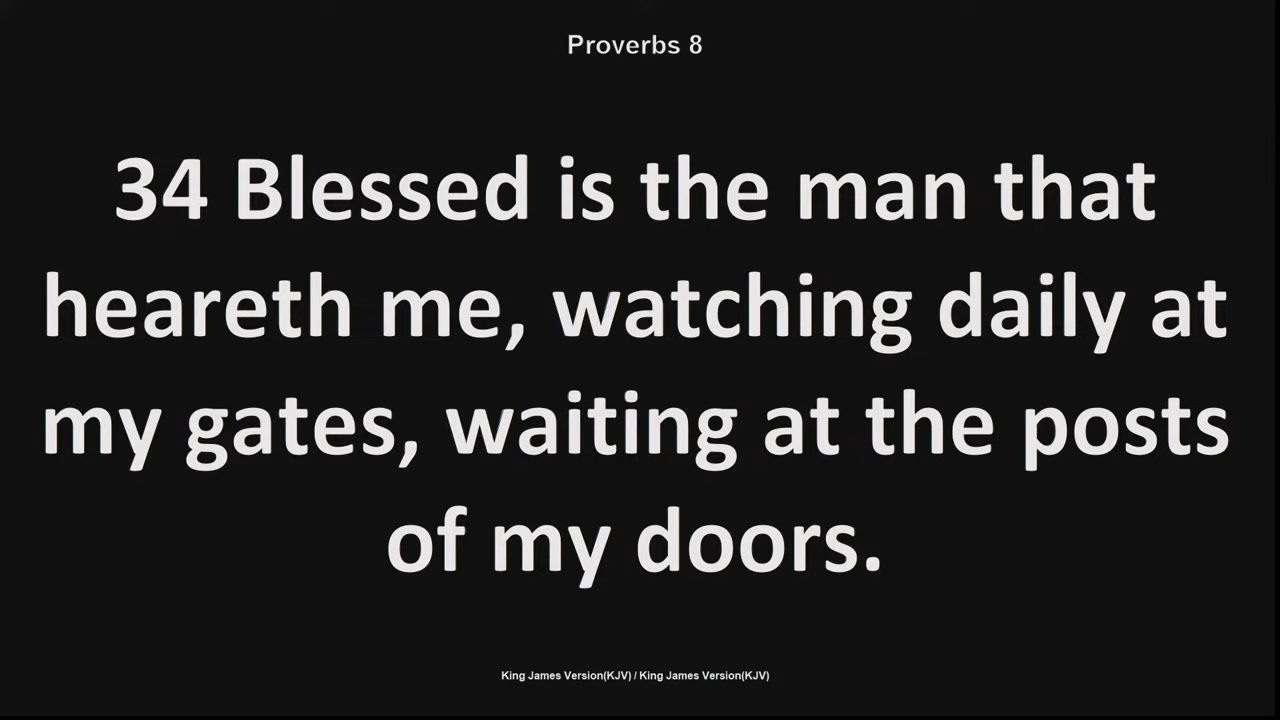 Proverbs 8
34 Blessed is the man that
heareth me, watching daily at
my gates, waiting at the posts
of my doors.
King James Version(KJV) / King James Version(KJV)